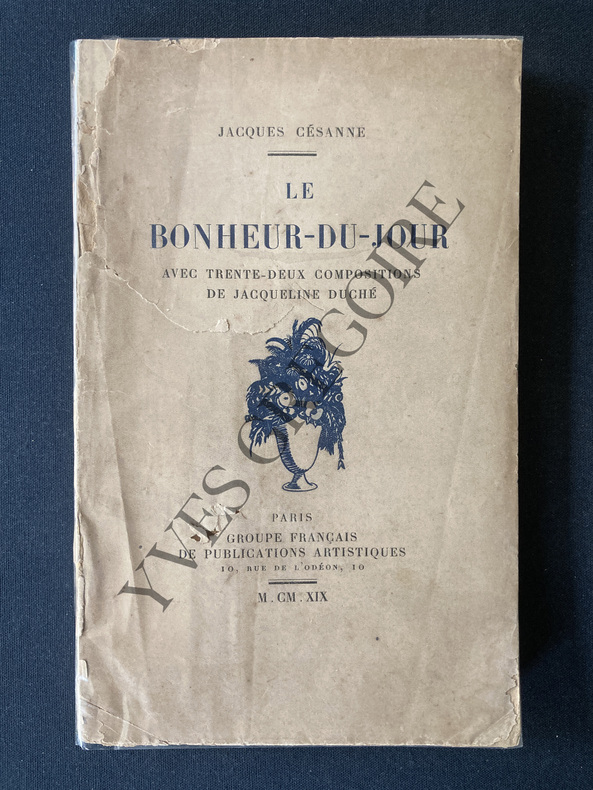 JACQUES CÉSANNE
LE
BONHEUR-DU-JOUR
AVEC TRENTE-DEUX COMPOSITIONS
DE JACQUELINE DUCHÉ
YVES GRÉGOIRE
PARIS
GROUPE FRANÇAIS
DE PUBLICATIONS ARTISTIQUES
10, RUE DE L'ODÉON, 10
M.CM.XIX